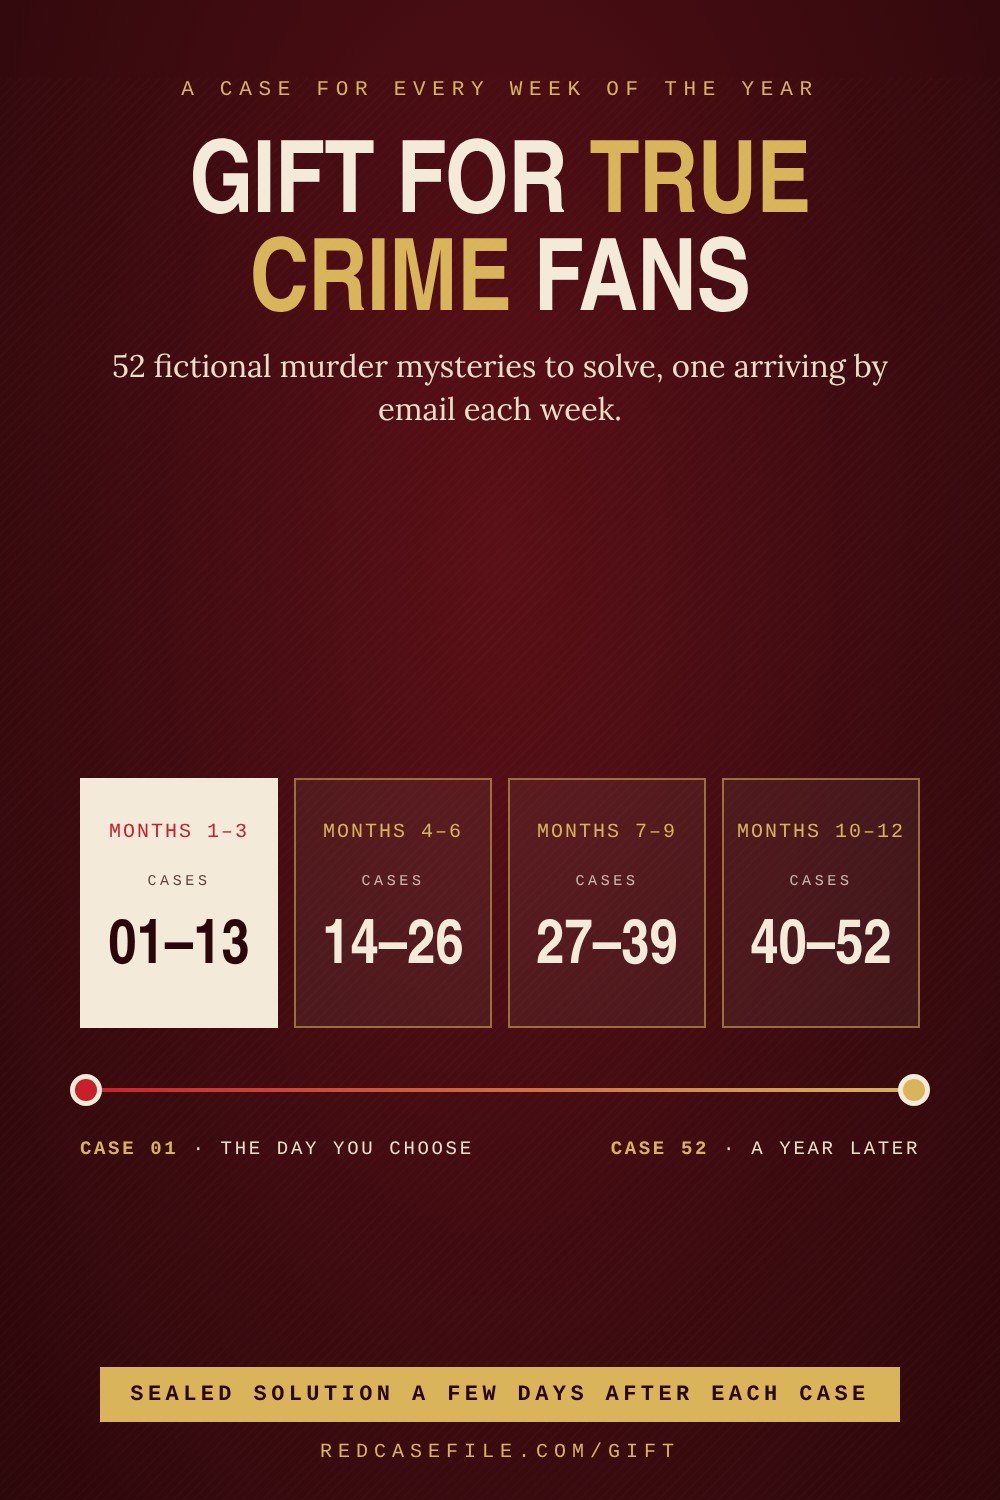 A CASE FOR EVERY WEEK OF THE YEAR
GIFT FOR TRUE
CRIME FANS
52 fictional murder mysteries to solve, one arriving by
email each week.
MONTHS 1–3
CASES
01–13
MONTHS 4–6
CASES
14–26
MONTHS 7–9
CASES
27–39
MONTHS 10–12
CASES
40–52
CASE 01 · THE DAY YOU CHOOSE
CASE 52 · A YEAR LATER
SEALED SOLUTION A FEW DAYS AFTER EACH CASE
REDCASEFILE.COM/GIFT